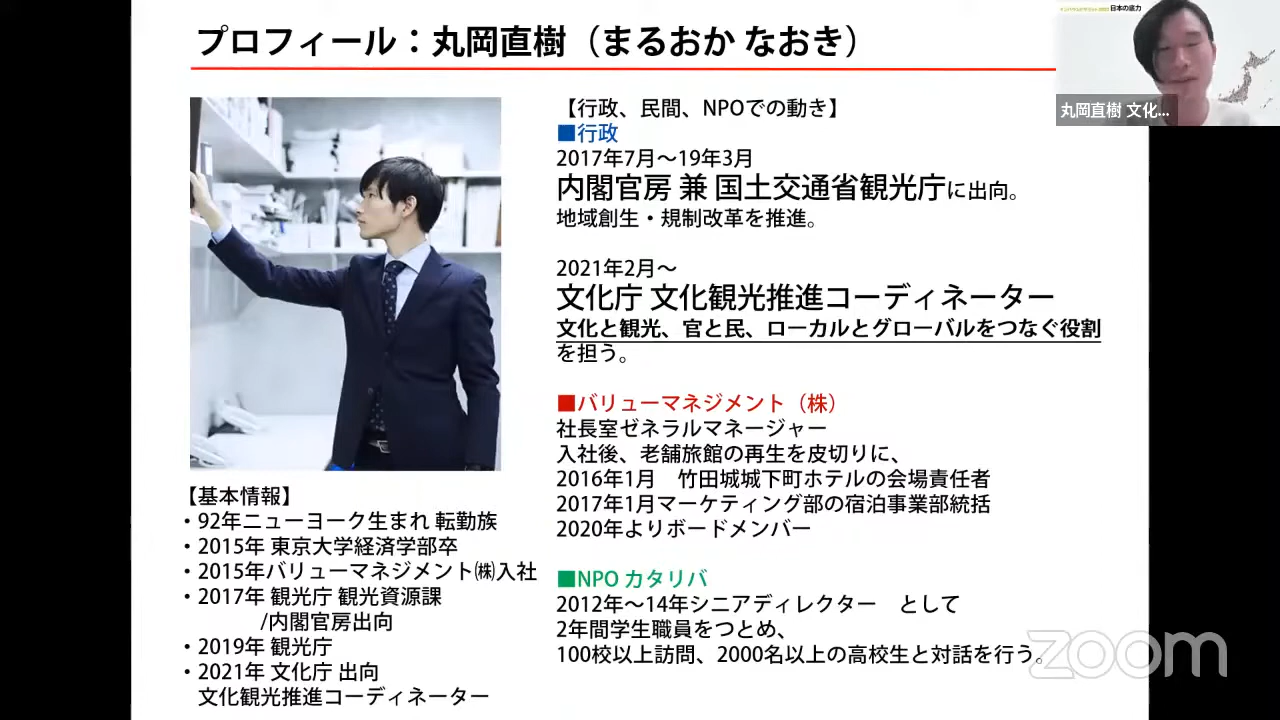 プロフィール：丸岡直樹（まるおか なおき）
日本の底力
丸岡直樹 文化...
【行政、民間、NPOでの動き】
■行政
2017年7月～19年3月
内閣官房 兼 国土交通省観光庁に出向。
地域創生・規制改革を推進。
2021年2月～
文化庁 文化観光推進コーディネーター
文化と観光、官と民、ローカルとグローバルをつなぐ役割
を担う。
■バリューマネジメント（株）
社長室ゼネラルマネージャー
入社後、老舗旅館の再生を皮切りに、
2016年1月　竹田城城下町ホテルの会場責任者
2017年1月マーケティング部の宿泊事業部統括
2020年よりボードメンバー
■NPO カタリバ
2012年～14年シニアディレクター　として
2年間学生職員をつとめ、
100校以上訪問、2000名以上の高校生と対話を行う。
【基本情報】
・92年ニューヨーク生まれ 転勤族
・2015年 東京大学経済学部卒
・2015年バリューマネジメント㈱入社
・2017年 観光庁 観光資源課
/内閣官房出向
・2019年 観光庁
・2021年 文化庁 出向
文化観光推進コーディネーター
zoom